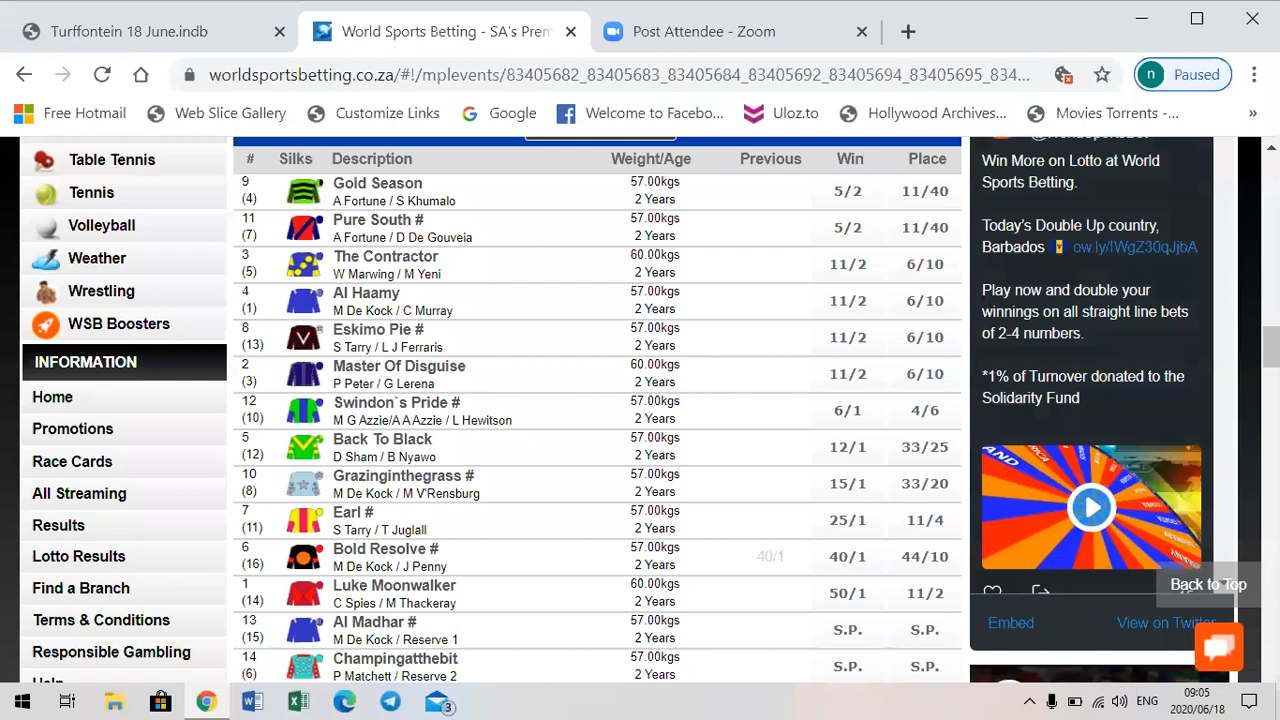 Turffontein 18 June.indb
World Sports Betting - SA's Prem
Post Attendee - Zoom
worldsportsbetting.co.za/#!/mplevents/83405682_83405683_83405684_83405692_83405694_83405695_834...
n Paused
Free Hotmail Web Slice Gallery Customize Links Google Welcome to Facebo... Uloz.to Hollywood Archives... Movies Torrents -... »
Table Tennis
Tennis
Volleyball
Weather
Wrestling
WSB Boosters
INFORMATION
Home
Promotions
Race Cards
All Streaming
Results
Lotto Results
Find a Branch
Terms & Conditions
Responsible Gambling
# Silks Description Weight/Age Previous Win Place
9 Gold Season 57.00kgs 5/2 11/40
(4) A Fortune / S Khumalo 2 Years
11 Pure South # 57.00kgs 5/2 11/40
(7) A Fortune / D De Gouveia 2 Years
3 The Contractor 60.00kgs 11/2 6/10
(5) W Marwing / M Yeni 2 Years
4 Al Haamy 57.00kgs 11/2 6/10
(1) M De Kock / C Murray 2 Years
8 Eskimo Pie # 57.00kgs 11/2 6/10
(13) S Tarry / L J Ferraris 2 Years
2 Master Of Disguise 60.00kgs 11/2 6/10
(3) P Peter / G Lerena 2 Years
12 Swindon`s Pride # 57.00kgs 6/1 4/6
(10) M G Azzie/A A Azzie / L Hewitson 2 Years
5 Back To Black 57.00kgs 12/1 33/25
(12) D Sham / B Nyawo 2 Years
10 Grazinginthegrass # 57.00kgs 15/1 33/20
(8) M De Kock / M V'Rensburg 2 Years
7 Earl # 57.00kgs 25/1 11/4
(11) S Tarry / T Juglall 2 Years
6 Bold Resolve # 57.00kgs 40/1 40/1 44/10
(16) M De Kock / J Penny 2 Years
1 Luke Moonwalker 60.00kgs 50/1 11/2
(14) C Spies / M Thackeray 2 Years
13 Al Madhar # 57.00kgs S.P. S.P.
(15) M De Kock / Reserve 1 2 Years
14 Champingatthebit 57.00kgs S.P. S.P.
(6) P Matchett / Reserve 2 2 Years
Win More on Lotto at World
Sports Betting.
Today's Double Up country,
Barbados ow.ly/IWgZ30qJjbA
Play now and double your
winnings on all straight line bets
of 2-4 numbers.
*1% of Turnover donated to the
Solidarity Fund
Back to Top
Embed View on Twitter
3
ENG
09:05
2020/06/18